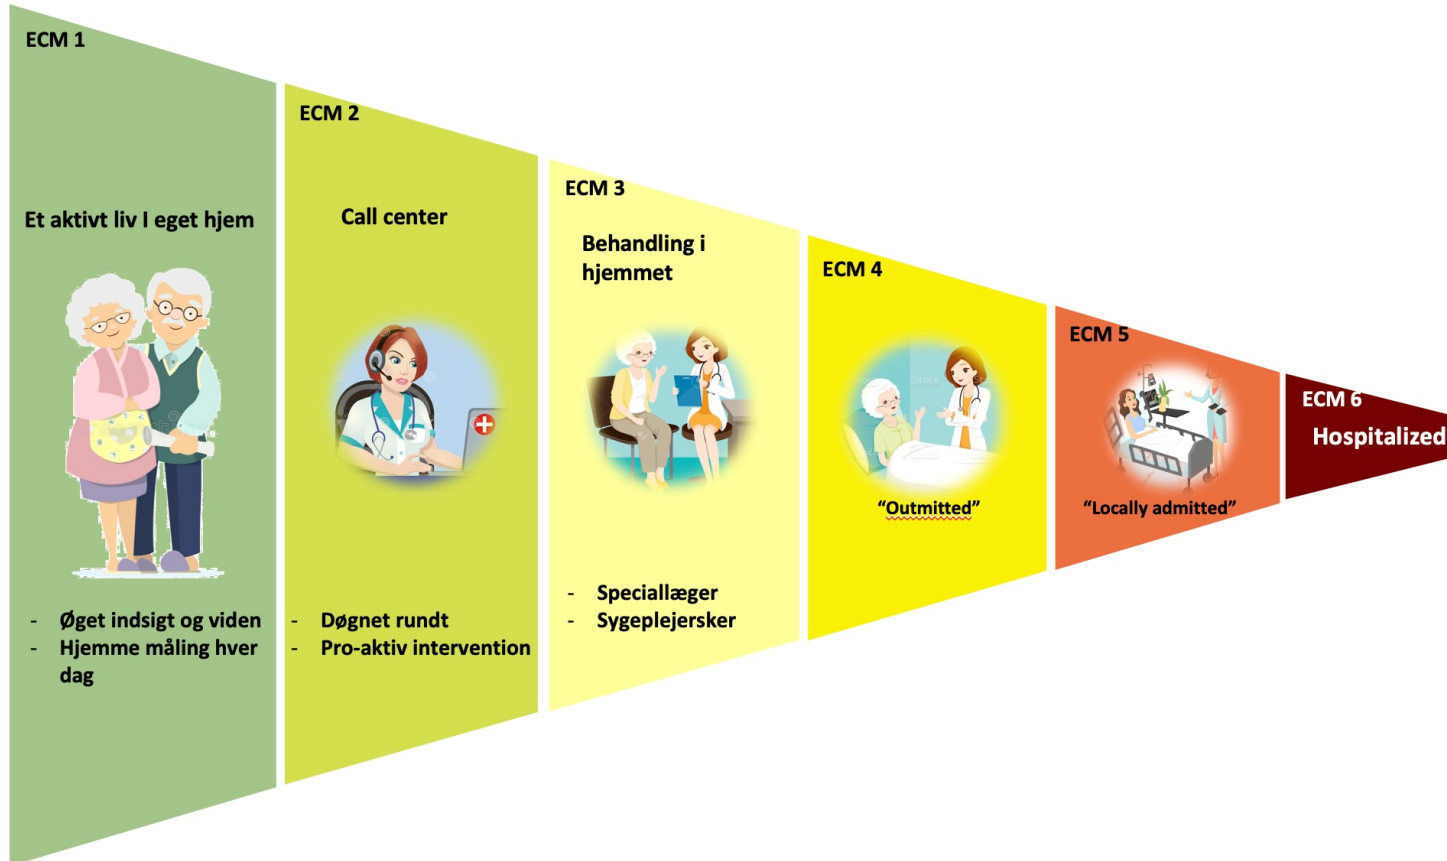 ECM 1
Et aktivt liv I eget hjem
- Øget indsigt og viden
- Hjemme måling hver
dag
ECM 2
Call center
- Døgnet rundt
- Pro-aktiv intervention
ECM 3
Behandling i
hjemmet
- Speciallæger
- Sygeplejersker
ECM 4
“Outmitted”
ECM 5
“Locally admitted”
ECM 6
Hospitalized